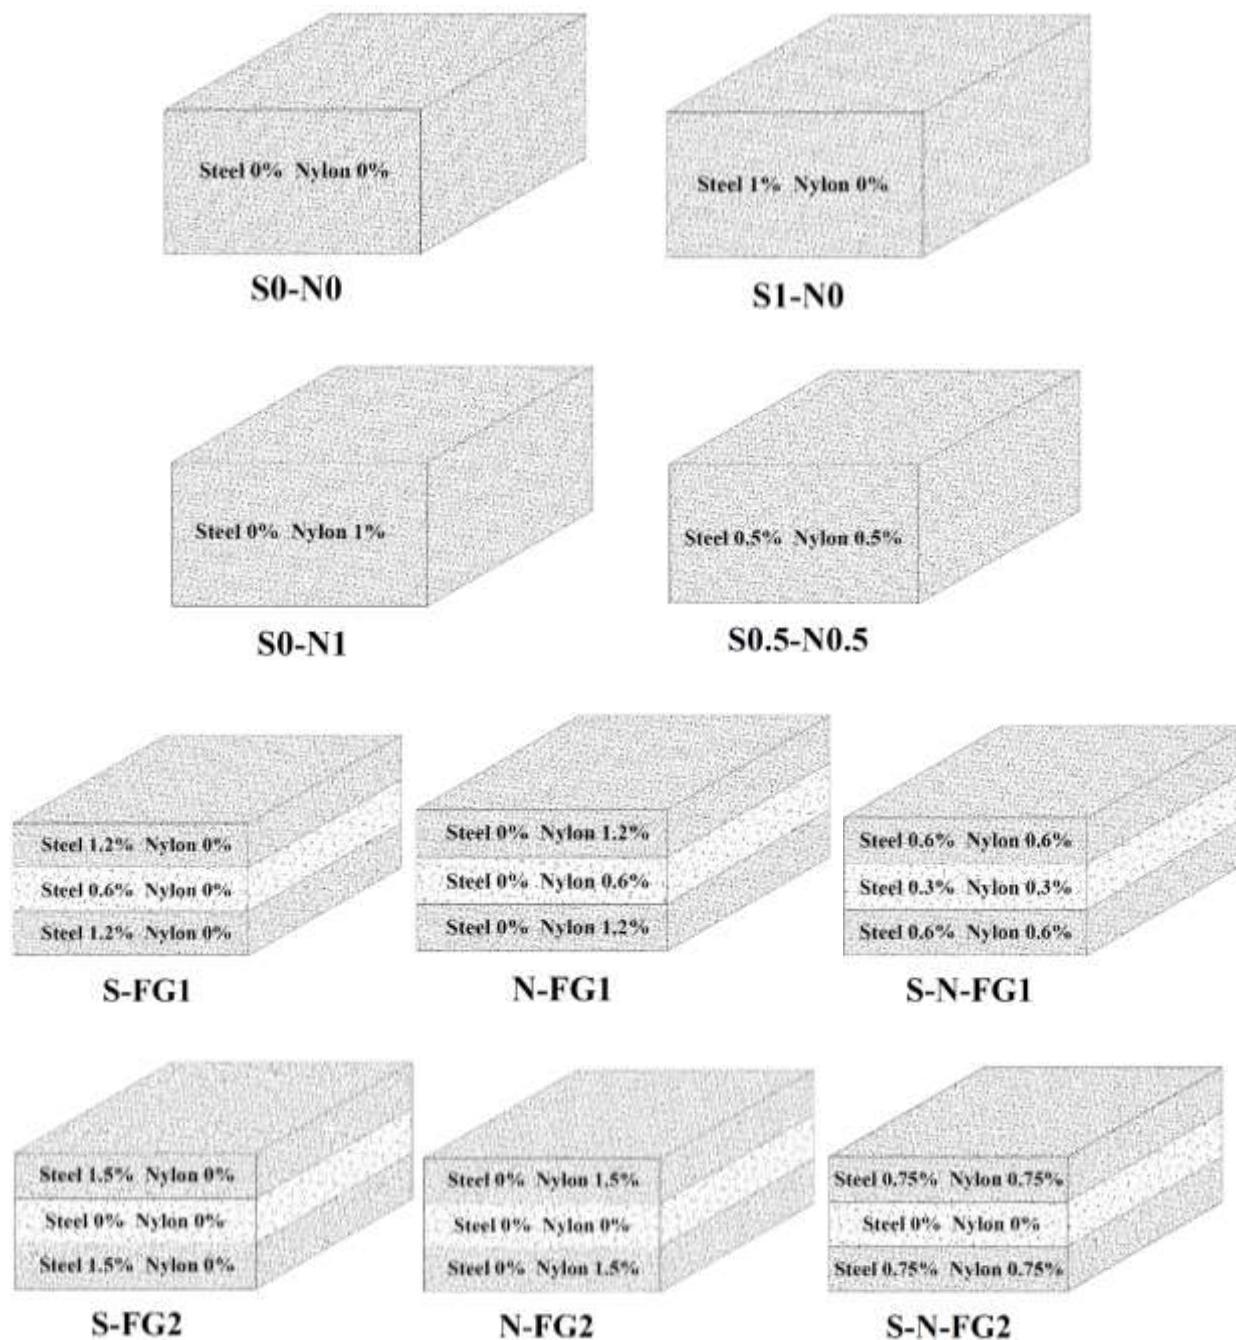 Steel 0% Nylon 0%
S0-N0
Steel 1% Nylon 0%
S1-N0
Steel 0% Nylon 1%
S0-N1
Steel 0.5% Nylon 0.5%
S0.5-N0.5
Steel 1.2% Nylon 0%
Steel 0.6% Nylon 0%
Steel 1.2% Nylon 0%
S-FG1
Steel 0% Nylon 1.2%
Steel 0% Nylon 0.6%
Steel 0% Nylon 1.2%
N-FG1
Steel 0.6% Nylon 0.6%
Steel 0.3% Nylon 0.3%
Steel 0.6% Nylon 0.6%
S-N-FG1
Steel 1.5% Nylon 0%
Steel 0% Nylon 0%
Steel 1.5% Nylon 0%
S-FG2
Steel 0% Nylon 1.5%
Steel 0% Nylon 0%
Steel 0% Nylon 1.5%
N-FG2
Steel 0.75% Nylon 0.75%
Steel 0% Nylon 0%
Steel 0.75% Nylon 0.75%
S-N-FG2